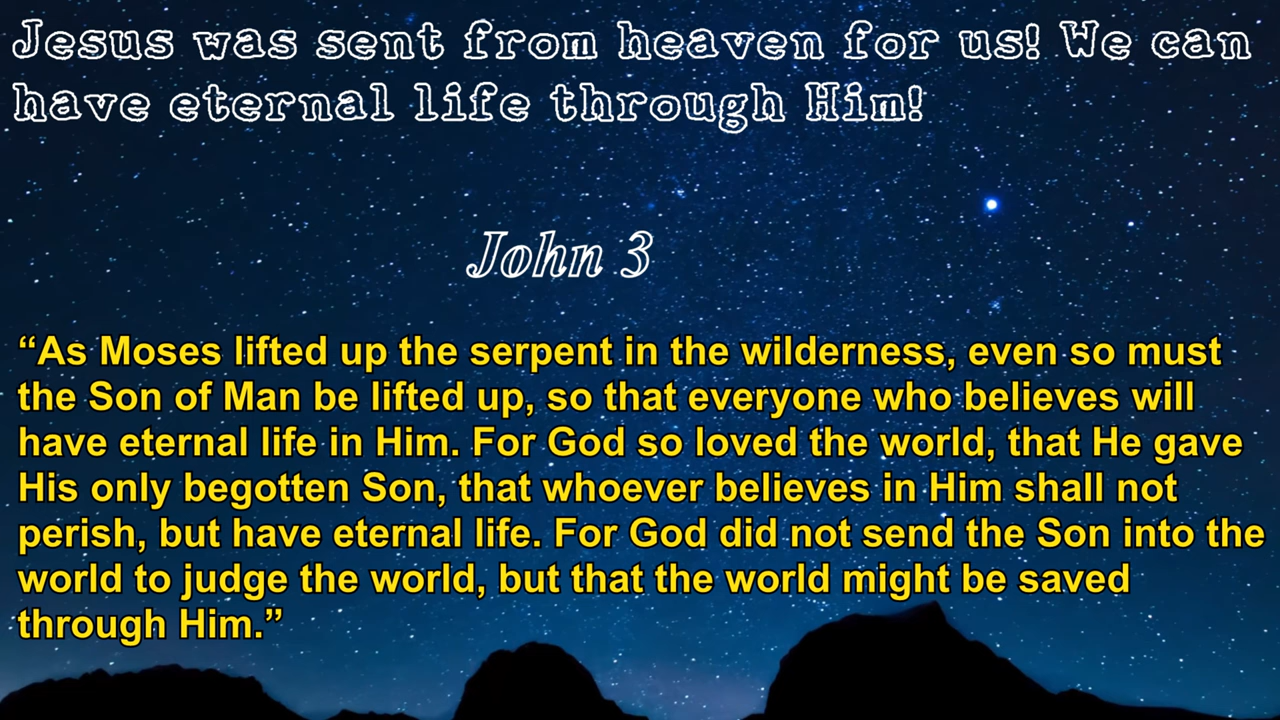 Jesus was sent from heaven for us! We can
have eternal life through Him!
John 3
“As Moses lifted up the serpent in the wilderness, even so must
the Son of Man be lifted up, so that everyone who believes will
have eternal life in Him. For God so loved the world, that He gave
His only begotten Son, that whoever believes in Him shall not
perish, but have eternal life. For God did not send the Son into the
world to judge the world, but that the world might be saved
through Him.”